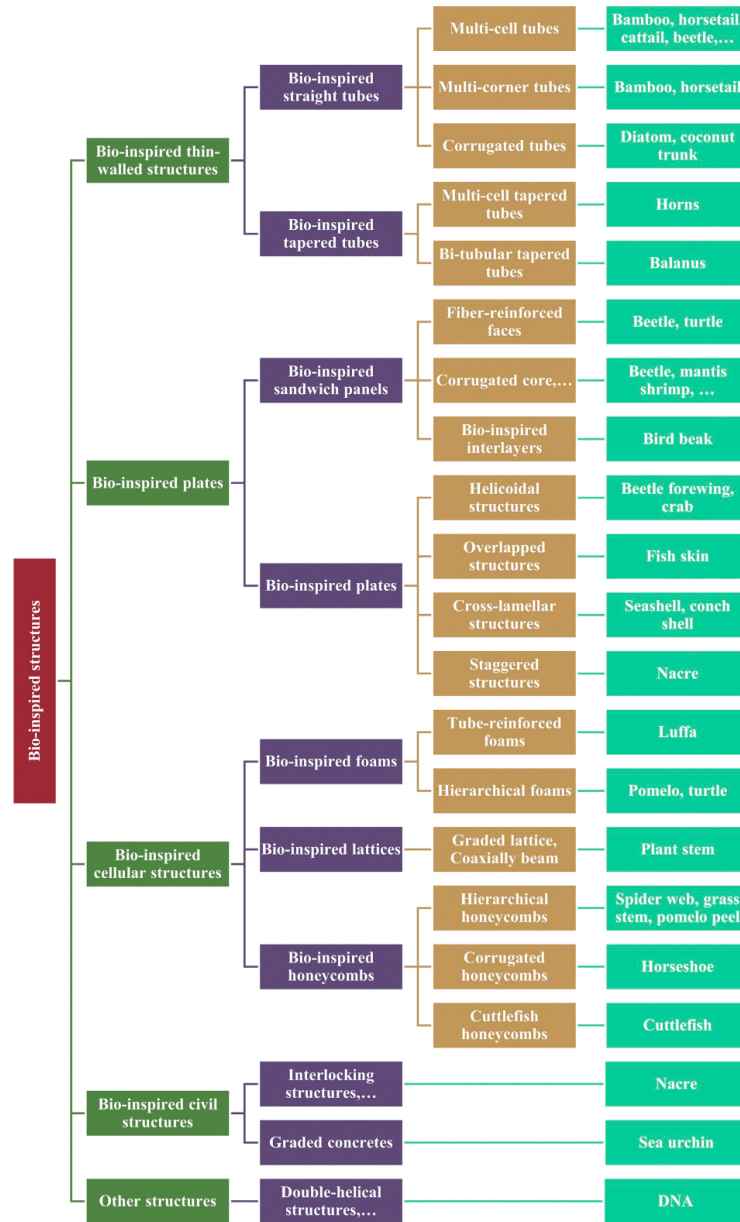 Bio-inspired structures
Bio-inspired thin-
walled structures
Bio-inspired
straight tubes
Multi-cell tubes
Bamboo, horsetail,
cattail, beetle,…
Multi-corner tubes
Bamboo, horsetail
Corrugated tubes
Diatom, coconut
trunk
Bio-inspired
tapered tubes
Multi-cell tapered
tubes
Horns
Bi-tubular tapered
tubes
Balanus
Bio-inspired plates
Bio-inspired
sandwich panels
Fiber-reinforced
faces
Beetle, turtle
Corrugated core,…
Beetle, mantis
shrimp, …
Bio-inspired
interlayers
Bird beak
Bio-inspired plates
Helicoidal
structures
Beetle forewing,
crab
Overlapped
structures
Fish skin
Cross-lamellar
structures
Seashell, conch
shell
Staggered
structures
Nacre
Bio-inspired
cellular structures
Bio-inspired foams
Tube-reinforced
foams
Luffa
Hierarchical foams
Pomelo, turtle
Bio-inspired lattices
Graded lattice,
Coaxially beam
Plant stem
Bio-inspired
honeycombs
Hierarchical
honeycombs
Spider web, grass
stem, pomelo peel
Corrugated
honeycombs
Horseshoe
Cuttlefish
honeycombs
Cuttlefish
Bio-inspired civil
structures
Interlocking
structures,…
Nacre
Graded concretes
Sea urchin
Other structures
Double-helical
structures,…
DNA